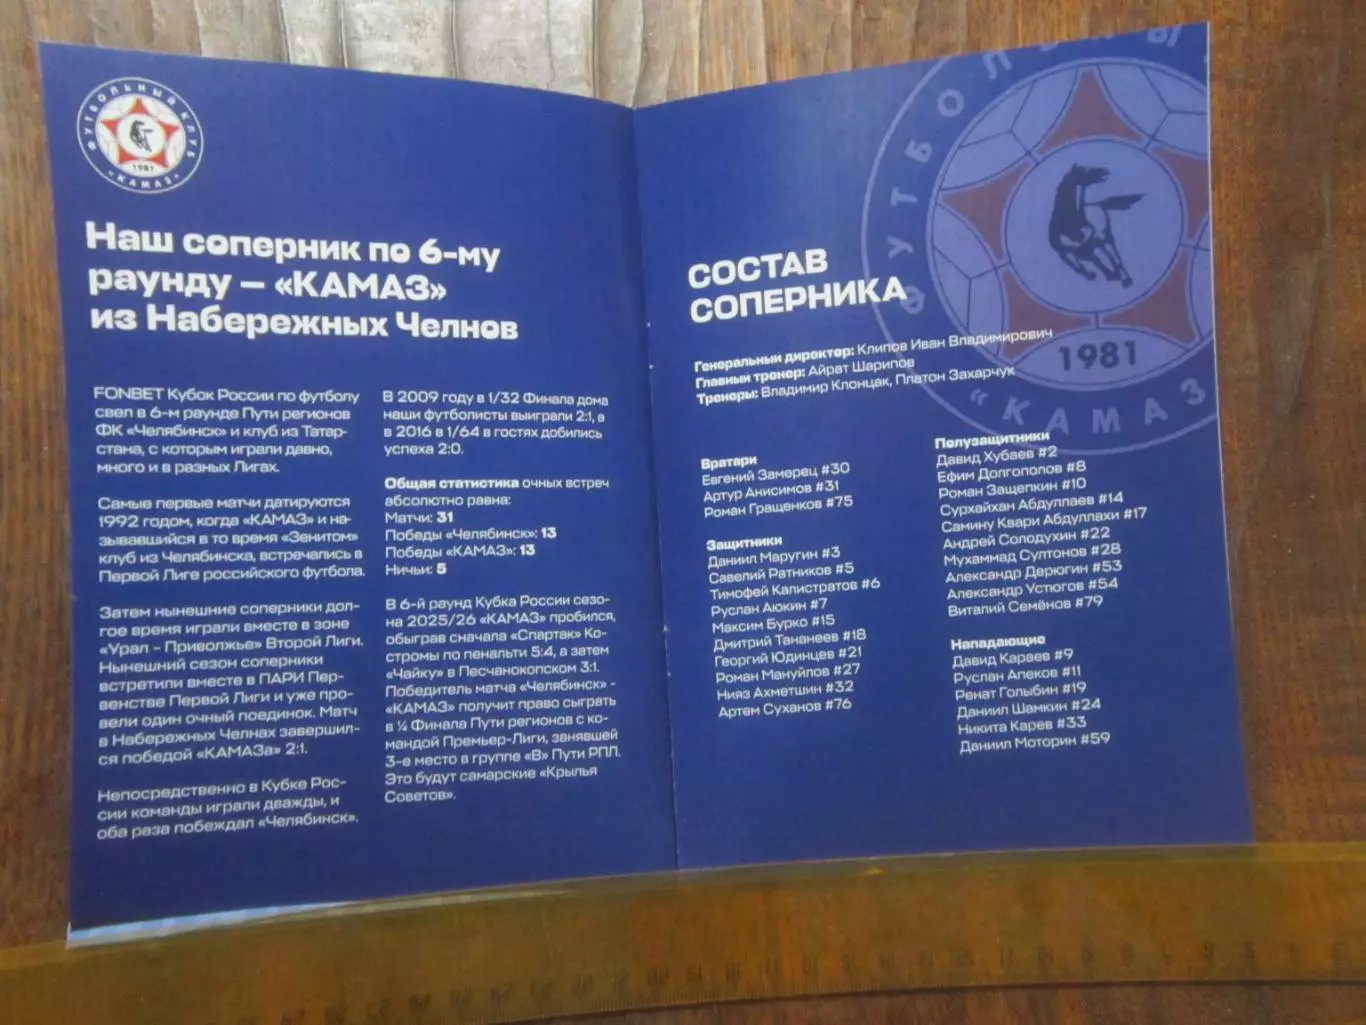 ФУТБОЛЬНЫЙ КЛУБ
1981
«КАМАЗ»
Наш соперник по 6-му
раунду – «КАМАЗ»
из Набережных Челнов
FONBET Кубок России по футболу
свел в 6-м раунде Пути регионов
ФК «Челябинск» и клуб из Татар-
стана, с которым играли давно,
много и в разных Лигах.
Самые первые матчи датируются
1992 годом, когда «КАМАЗ» и на-
зывавшийся в то время «Зенитом»
клуб из Челябинска, встречались в
Первой Лиге российского футбола.
Затем нынешние соперники дол-
гое время играли вместе в зоне
«Урал - Приволжье» Второй Лиги.
Нынешний сезон соперники
встретили вместе в ПАРИ Пер-
венстве Первой Лиги и уже про-
вели один очный поединок. Матч
в Набережных Челнах завершил-
ся победой «КАМАЗа» 2:1.
Непосредственно в Кубке Рос-
сии команды играли дважды, и
оба раза побеждал «Челябинск».
В 2009 году в 1/32 Финала дома
наши футболисты выиграли 2:1, а
в 2016 в 1/64 в гостях добились
успеха 2:0.
Общая статистика очных встреч
абсолютно равна:
Матчи: 31
Победы «Челябинск»: 13
Победы «КАМАЗ»: 13
Ничьи: 5
В 6-й раунд Кубка России сезо-
на 2025/26 «КАМАЗ» пробился,
обыграв сначала «Спартак» Ко-
стромы по пенальти 5:4, а затем
«Чайку» в Песчанокопском 3:1.
Победитель матча «Челябинск» -
«КАМАЗ» получит право сыграть
в ¼ Финала Пути регионов с ко-
мандой Премьер-Лиги, занявшей
3-е место в группе «В» Пути РПЛ.
Это будут самарские «Крылья
Советов».
СОСТАВ
СОПЕРНИКА
Генеральный директор: Клипов Иван Владимирович
Главный тренер: Айрат Шарипов
Тренеры: Владимир Клонцак, Платон Захарчук
Вратари
Евгений Замерец #30
Артур Анисимов #31
Роман Гращенков #75
Защитники
Даниил Маругин #3
Савелий Ратников #5
Тимофей Калистратов #6
Руслан Аюкин #7
Максим Бурко #15
Дмитрий Тананеев #18
Георгий Юдинцев #21
Роман Мануйлов #27
Нияз Ахметшин #32
Артем Суханов #76
Полузащитники
Давид Хубаев #2
Ефим Долгополов #8
Роман Защепкин #10
Сурхайхан Абдуллаев #14
Самину Квари Абдуллахи #17
Андрей Солодухин #22
Мухаммад Султонов #28
Александр Дерюгин #53
Александр Устюгов #54
Виталий Семёнов #79
Нападающие
Давид Караев #9
Руслан Апеков #11
Ренат Голыбин #19
Даниил Шамкин #24
Никита Карев #33
Даниил Моторин #59
1981
«КАМАЗ